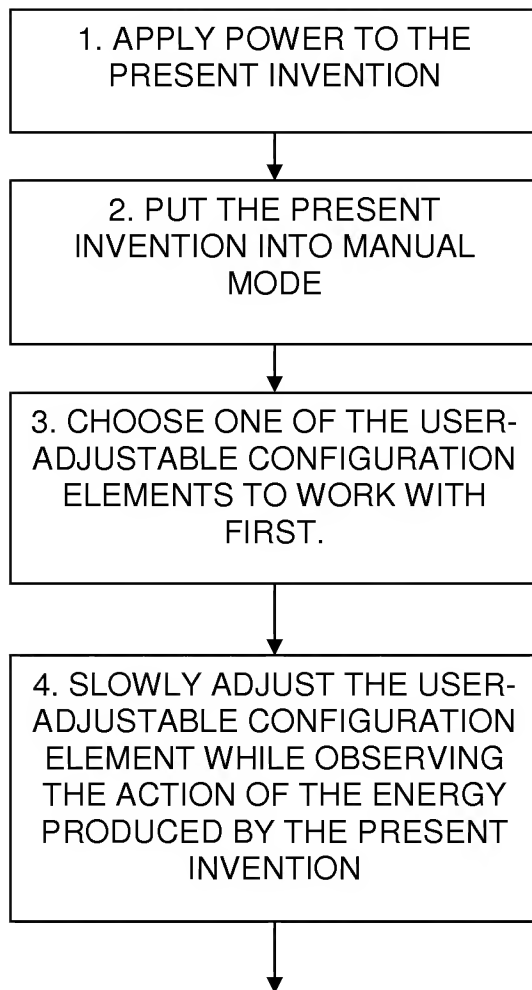 1. APPLY POWER TO THE
PRESENT INVENTION
2. PUT THE PRESENT
INVENTION INTO MANUAL
MODE
3. CHOOSE ONE OF THE USER-
ADJUSTABLE CONFIGURATION
ELEMENTS TO WORK WITH
FIRST.
4. SLOWLY ADJUST THE USER-
ADJUSTABLE CONFIGURATION
ELEMENT WHILE OBSERVING
THE ACTION OF THE ENERGY
PRODUCED BY THE PRESENT
INVENTION